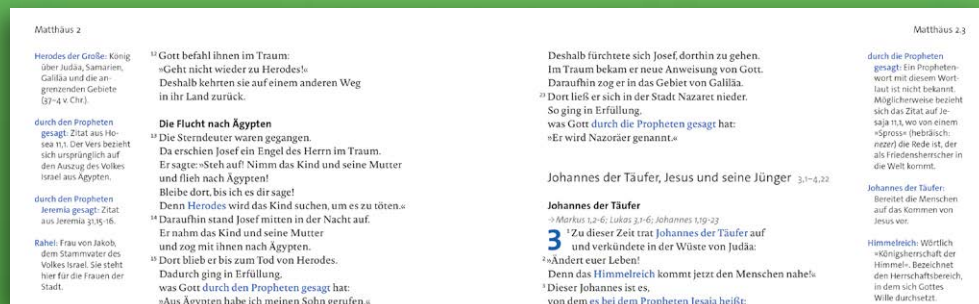 Matthäus 2
Herodes der Große: König
über Judäa, Samarien,
Galiläa und die an-
grenzenden Gebiete
(37–4 v. Chr.).
durch den Propheten
gesagt: Zitat aus Ho-
sea 11,1. Der Vers bezieht
sich ursprünglich auf
den Auszug des Volkes
Israel aus Ägypten.
durch den Propheten
Jeremia gesagt: Zitat
aus Jeremia 31,15-16.
Rahel: Frau von Jakob,
dem Stammvater des
Volkes Israel. Sie steht
hier für die Frauen der
Stadt.
12 Gott befahl ihnen im Traum:
»Geht nicht wieder zu Herodes!«
Deshalb kehrten sie auf einem anderen Weg
in ihr Land zurück.
Die Flucht nach Ägypten
13 Die Sterndeuter waren gegangen.
Da erschien Josef ein Engel des Herrn im Traum.
Er sagte: »Steh auf! Nimm das Kind und seine Mutter
und flieh nach Ägypten!
Bleibe dort, bis ich es dir sage!
Denn Herodes wird das Kind suchen, um es zu töten.«
14 Daraufhin stand Josef mitten in der Nacht auf.
Er nahm das Kind und seine Mutter
und zog mit ihnen nach Ägypten.
15 Dort blieb er bis zum Tod von Herodes.
Dadurch ging in Erfüllung,
was Gott durch den Propheten gesagt hat:
»Aus Ägypten habe ich meinen Sohn gerufen.«
Matthäus 2.3
Deshalb fürchtete sich Josef, dorthin zu gehen.
Im Traum bekam er neue Anweisung von Gott.
Daraufhin zog er in das Gebiet von Galiläa.
23 Dort ließ er sich in der Stadt Nazaret nieder.
So ging in Erfüllung,
was Gott durch die Propheten gesagt hat:
»Er wird Nazoräer genannt.«
Johannes der Täufer, Jesus und seine Jünger 3,1–4,22
Johannes der Täufer
→ Markus 1,2-6; Lukas 3,1-6; Johannes 1,19-23
3 1 Zu dieser Zeit trat Johannes der Täufer auf
und verkündete in der Wüste von Judäa:
2 »Ändert euer Leben!
Denn das Himmelreich kommt jetzt den Menschen nahe!«
3 Dieser Johannes ist es,
von dem es bei dem Propheten Jesaja heißt:
durch die Propheten
gesagt: Ein Propheten-
wort mit diesem Wort-
laut ist nicht bekannt.
Möglicherweise bezieht
sich das Zitat auf Je-
saja 11,1, wo von einem
»Spross« (hebräisch:
nezer) die Rede ist, der
als Friedensherrscher in
die Welt kommt.
Johannes der Täufer:
Bereitet die Menschen
auf das Kommen von
Jesus vor.
Himmelreich: Wörtlich
»Königsherrschaft der
Himmel«. Bezeichnet
den Herrschaftsbereich,
in dem sich Gottes
Wille durchsetzt.